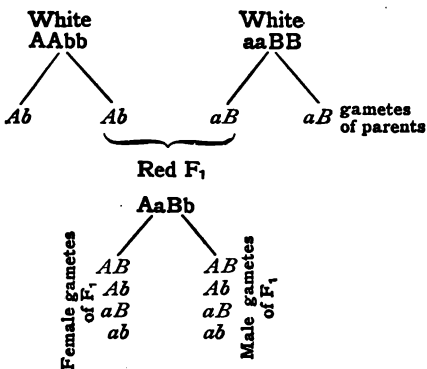 White White
AAbb aaBB
Ab Ab aB aB gametes
of parents
Red F₁
AaBb
Female gametes
of F₁
AB AB
Ab Ab
aB aB
ab ab
Male gametes
of F₁